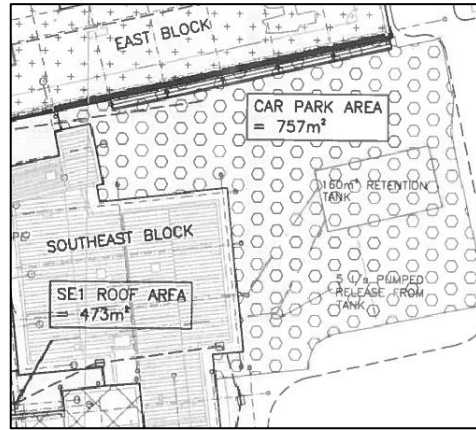 EAST BLOCK
CAR PARK AREA
= 757m²
160m³ RETENTION
TANK
SOUTHEAST BLOCK
SE1 ROOF AREA
= 473m²
5 l/s PUMPED
RELEASE FROM
TANK